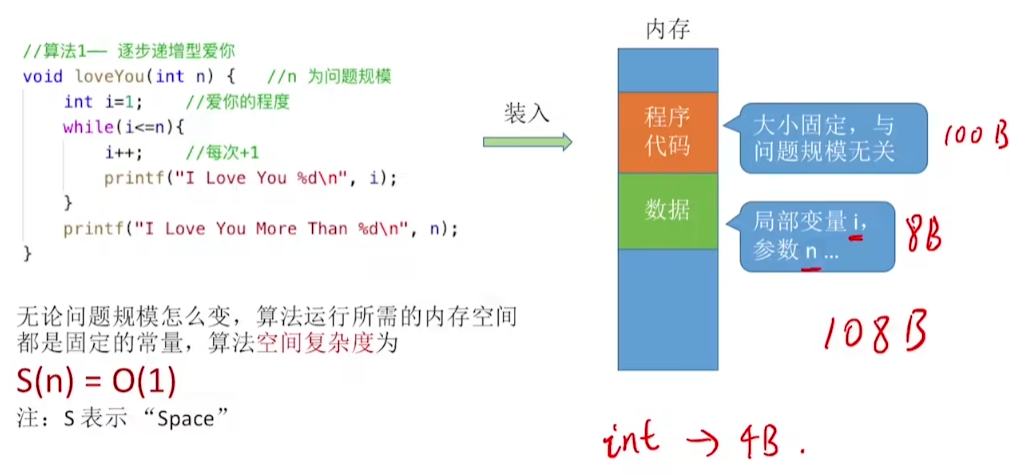 //算法1—— 逐步递增型爱你
void loveYou(int n) {   //n 为问题规模
    int i=1;    //爱你的程度
    while(i<=n){
        i++;    //每次+1
        printf("I Love You %d\n", i);
    }
    printf("I Love You More Than %d\n", n);
}
无论问题规模怎么变，算法运行所需的内存空间
都是固定的常量，算法空间复杂度为
S(n) = O(1)
注：S 表示 “Space”
装入
内存
程序
代码
数据
大小固定，与
问题规模无关
100 B
局部变量 i，
参数 n ...
8B
108 B
int → 4B .